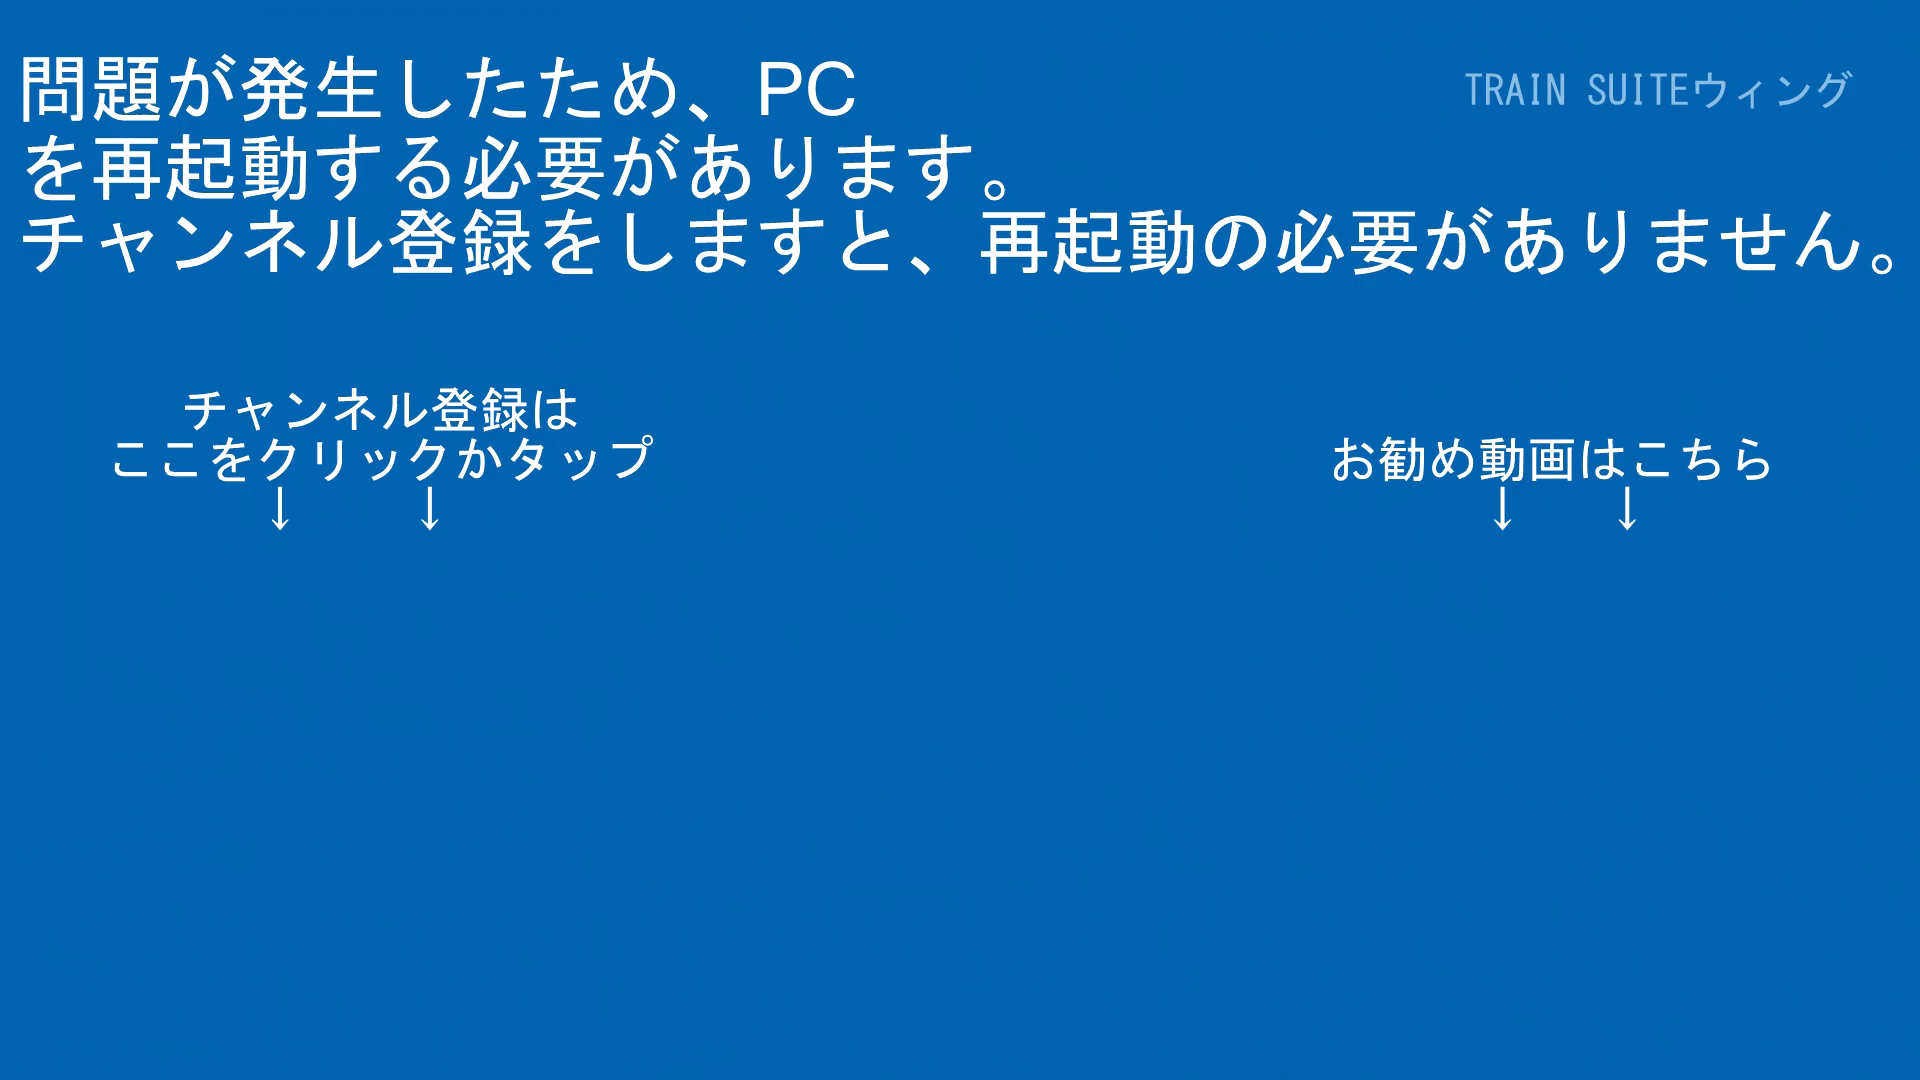 問題が発生したため、PC
TRAIN SUITEウィング
を再起動する必要があります。
チャンネル登録をしますと、再起動の必要がありません。
チャンネル登録は
ここをクリックかタップ
↓ ↓
お勧め動画はこちら
↓ ↓